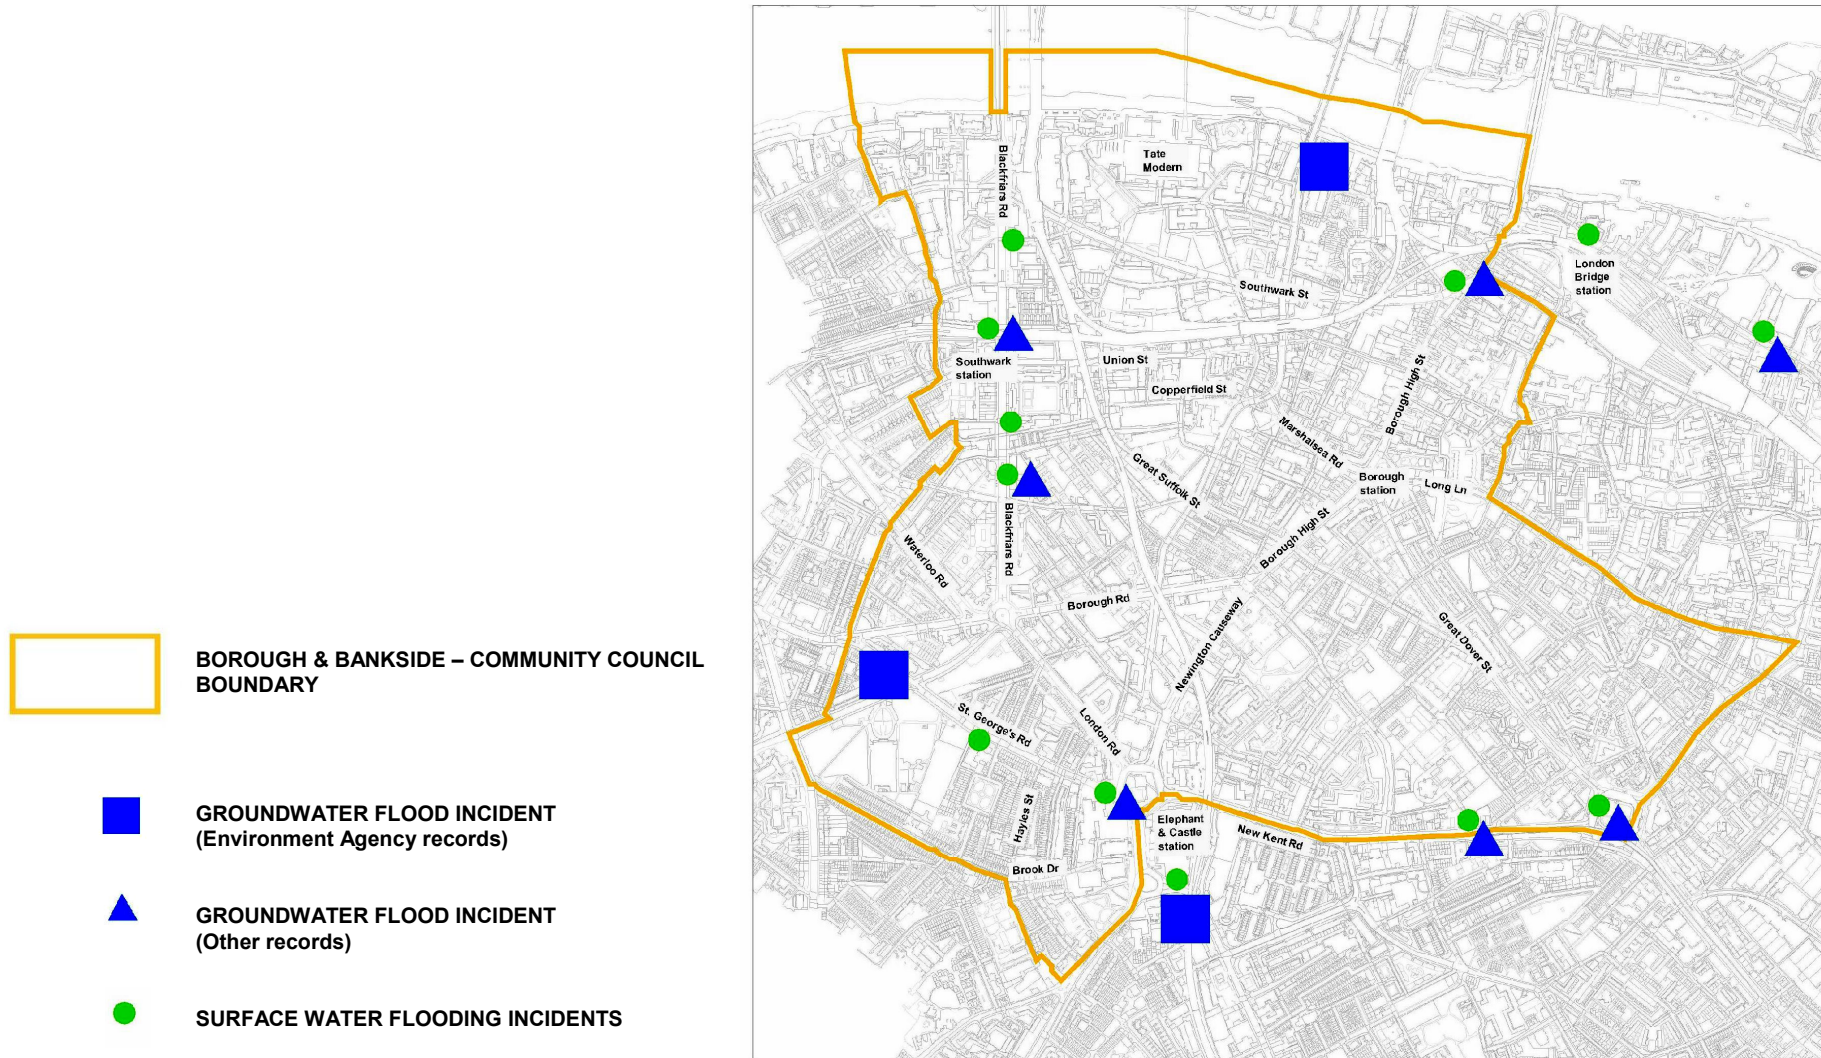 BOROUGH & BANKSIDE – COMMUNITY COUNCIL
BOUNDARY
GROUNDWATER FLOOD INCIDENT
(Environment Agency records)
GROUNDWATER FLOOD INCIDENT
(Other records)
SURFACE WATER FLOODING INCIDENTS
Blackfriars Rd
Tate
Modern
London
Bridge
station
Southwark St
Southwark
station
Union St
Copperfield St
Borough High St
Marshalsea Rd
Great Suffolk St
Borough
station
Long Ln
Blackfriars Rd
Borough High St
Waterloo Rd
Borough Rd
Newington Causeway
Great Dover St
St. George's Rd
London Rd
Hayles St
Elephant
& Castle
station
New Kent Rd
Brook Dr